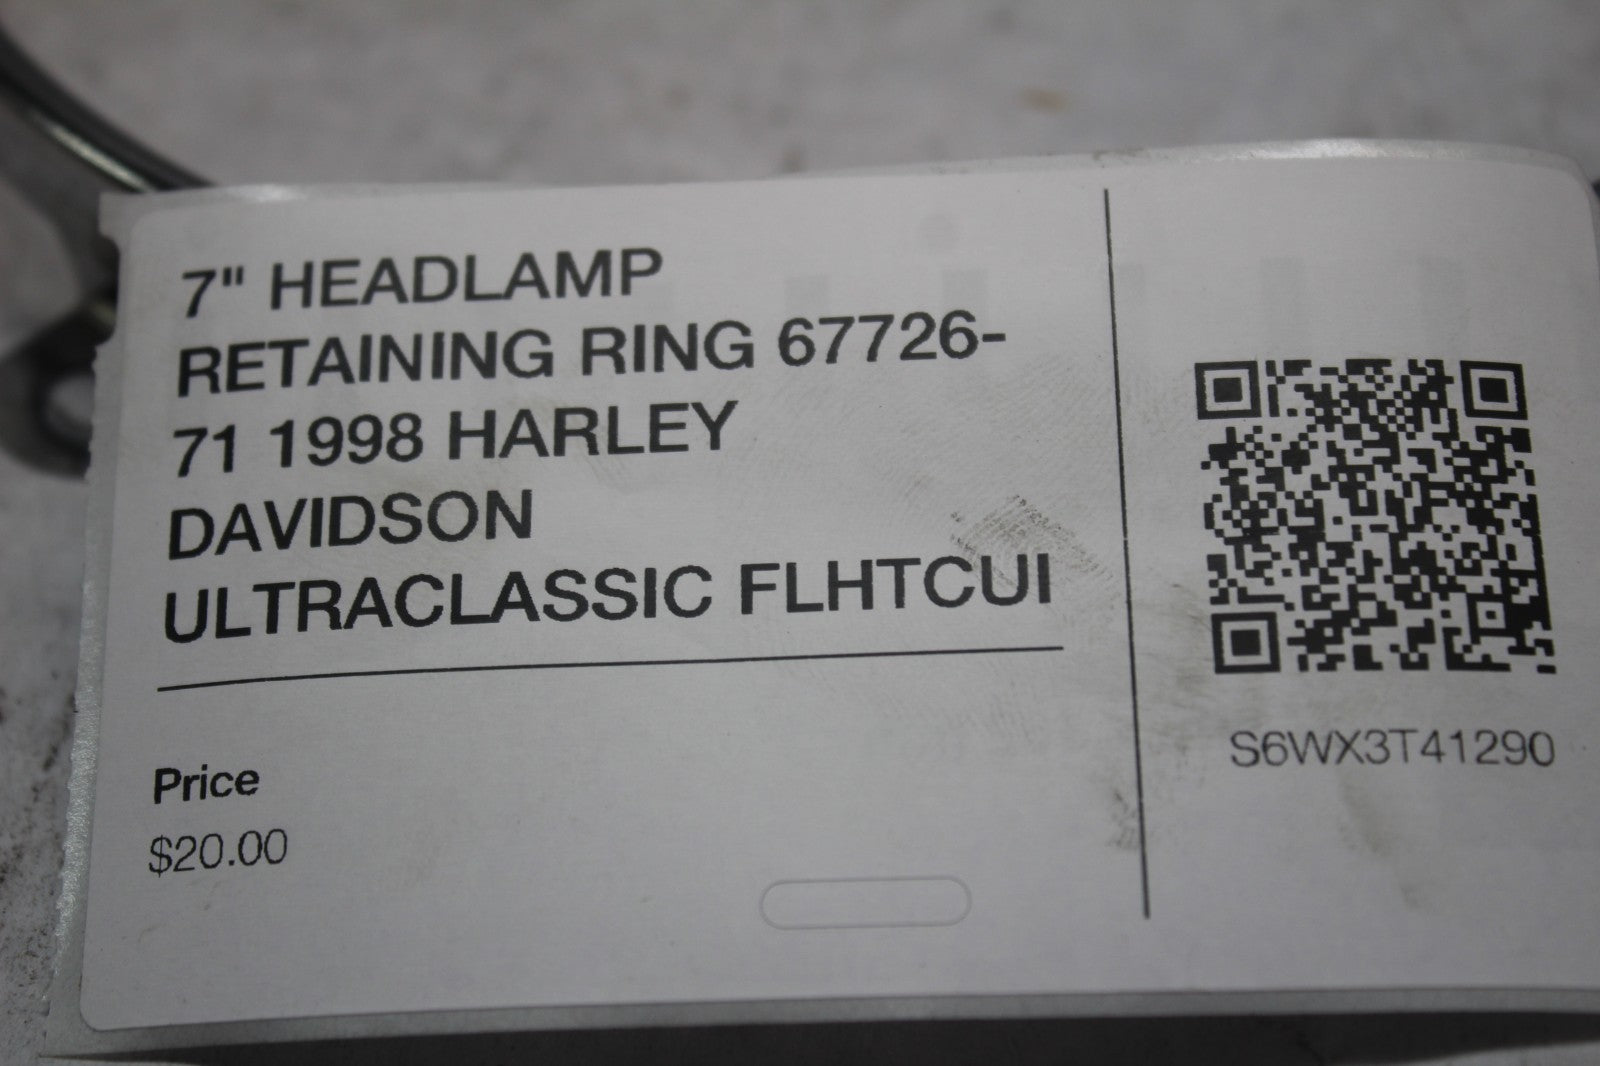 7" HEADLAMP
RETAINING RING 67726-
71 1998 HARLEY
DAVIDSON
ULTRACLASSIC FLHTCUI
Price
$20.00
S6WX3T41290